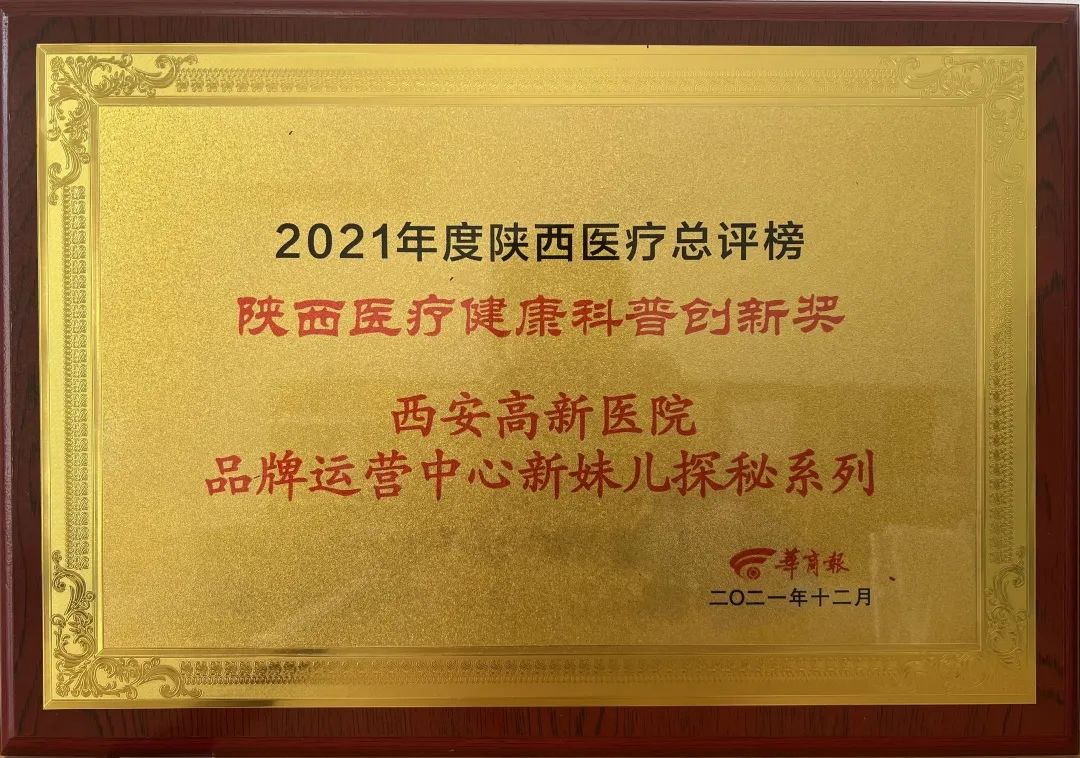 2021年度陕西医疗总评榜
陕西医疗健康科普创新奖
西安高新医院
品牌运营中心新妹儿探秘系列
華商報
二〇二一年十二月